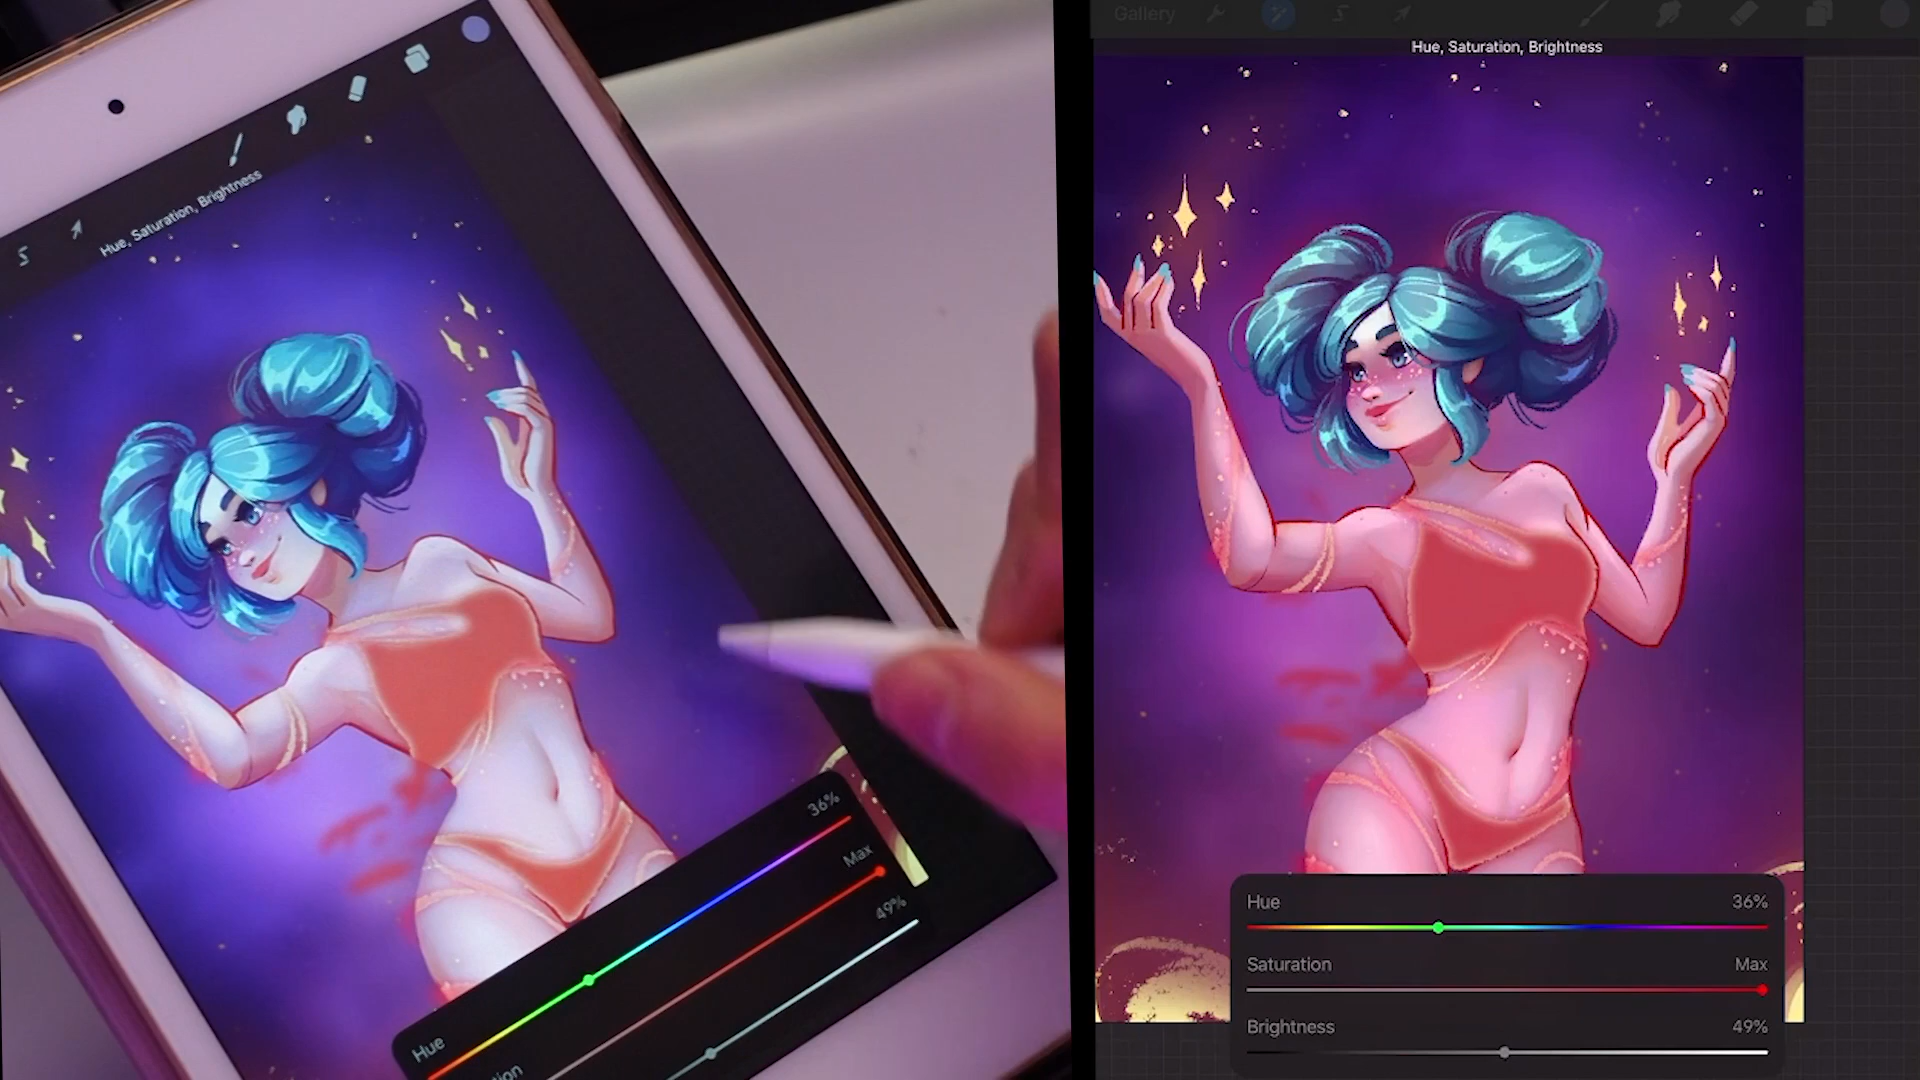 Hue, Saturation, Brightness
36%
Max
49%
Hue
Gallery
Hue, Saturation, Brightness
Hue
36%
Saturation
Max
Brightness
49%